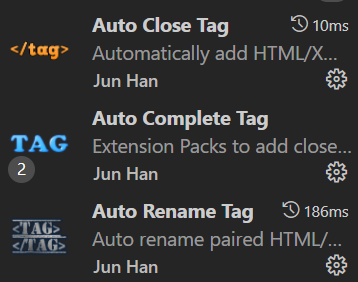 </tag>
Auto Close Tag 10ms
Automatically add HTML/X...
Jun Han
TAG
2
Auto Complete Tag
Extension Packs to add close...
Jun Han
<TAG>
</TAG>
Auto Rename Tag 186ms
Auto rename paired HTML/...
Jun Han